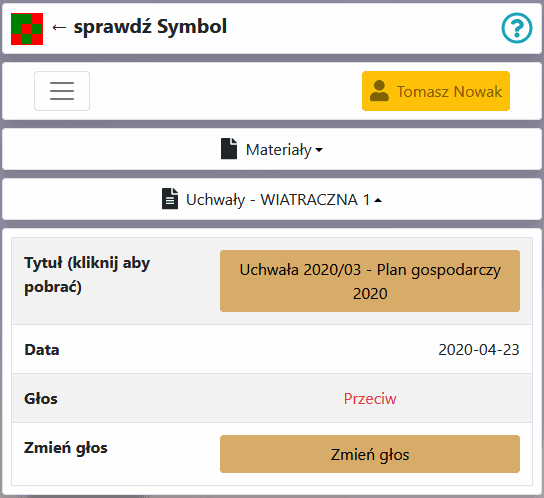 ← sprawdź Symbol
Tomasz Nowak
Materiały
Uchwały - WIATRACZNA 1
Tytuł (kliknij aby
pobrać)
Uchwała 2020/03 - Plan gospodarczy
2020
Data
2020-04-23
Głos
Przeciw
Zmień głos
Zmień głos